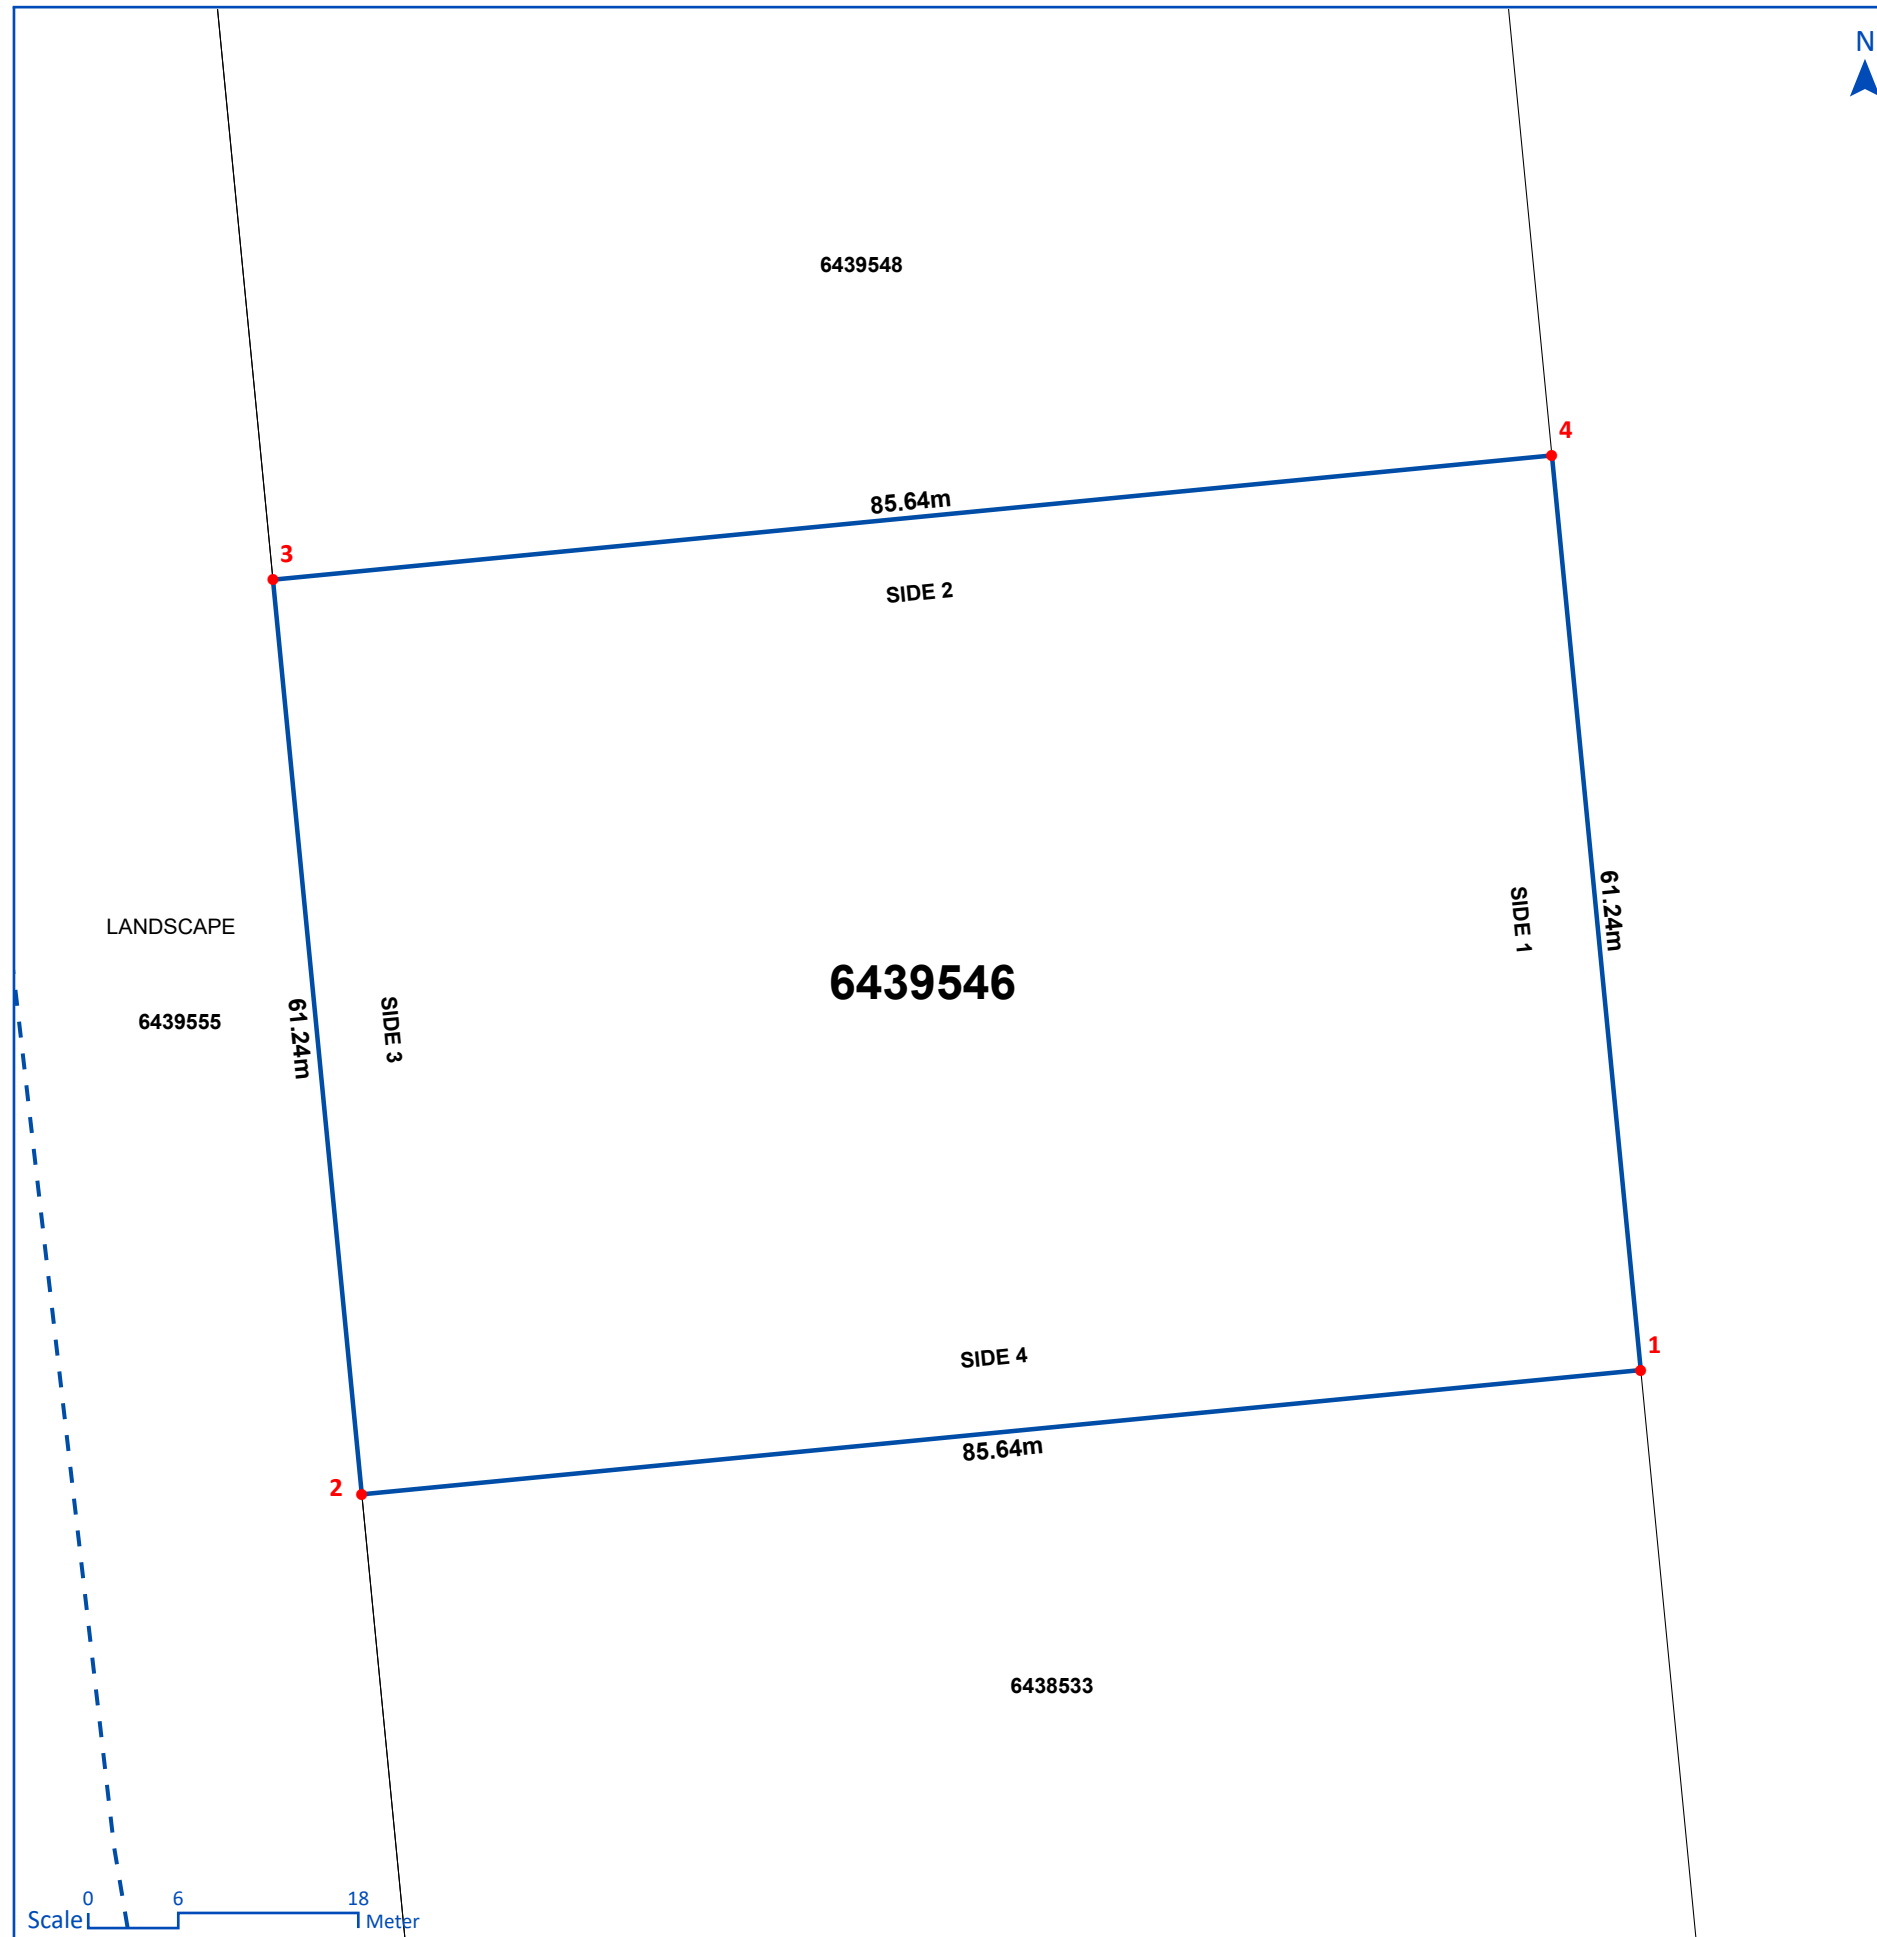 N
6439548
4
85.64m
3
SIDE 2
61.24m
SIDE 1
LANDSCAPE
6439546
6439555
61.24m
SIDE 3
1
SIDE 4
85.64m
2
6438533
0 6 18
Scale Meter